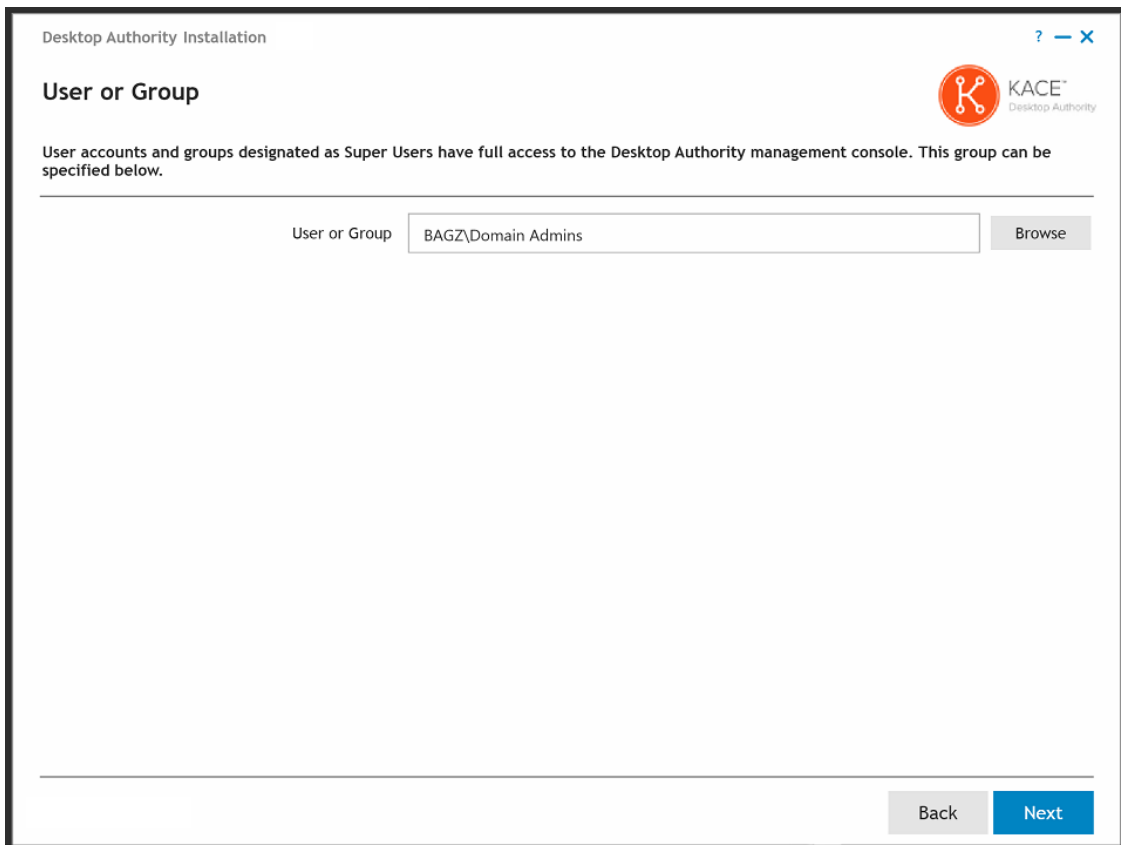 Desktop Authority Installation
?
User or Group
KACE™
Desktop Authority
User accounts and groups designated as Super Users have full access to the Desktop Authority management console. This group can be
specified below.
User or Group
BAGZ\Domain Admins
Browse
Back
Next